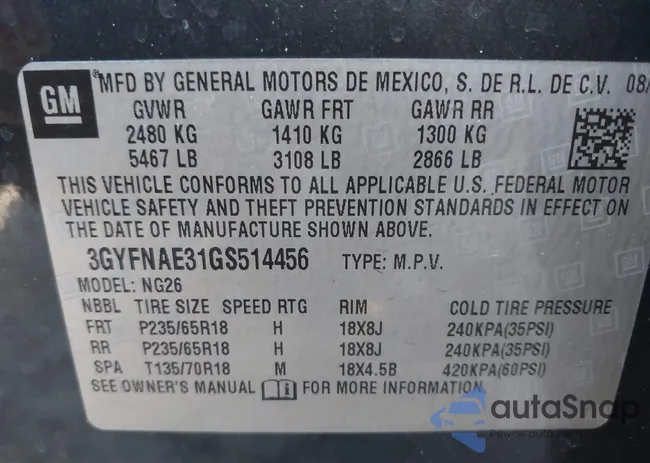 GM
MFD BY GENERAL MOTORS DE MEXICO, S. DE R.L. DE C.V. 08/
GVWR GAWR FRT GAWR RR
2480 KG 1410 KG 1300 KG
5467 LB 3108 LB 2866 LB
THIS VEHICLE CONFORMS TO ALL APPLICABLE U.S. FEDERAL MOTOR
VEHICLE SAFETY AND THEFT PREVENTION STANDARDS IN EFFECT ON
THE DATE OF MANUFACTURE SHOWN ABOVE.
3GYFNAE31GS514456 TYPE: M.P.V.
MODEL: NG26
NBBL TIRE SIZE SPEED RTG RIM COLD TIRE PRESSURE
FRT P235/65R18 H 18X8J 240KPA(35PSI)
RR P235/65R18 H 18X8J 240KPA(35PSI)
SPA T135/70R18 M 18X4.5B 420KPA(60PSI)
SEE OWNER'S MANUAL FOR MORE INFORMATION.
autaSnap
Pewne auta